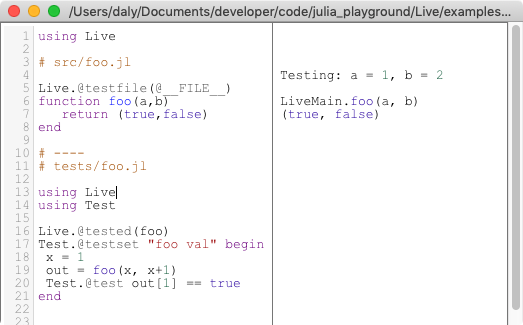 /Users/daly/Documents/developer/code/julia_playground/Live/examples...
1 using Live
2
3 # src/foo.jl
4
5 Live.@testfile(@__FILE__)
6 function foo(a,b)
7    return (true,false)
8 end
9
10 # ----
11 # tests/foo.jl
12
13 using Live
14 using Test
15
16 Live.@tested(foo)
17 Test.@testset "foo val" begin
18  x = 1
19  out = foo(x, x+1)
20  Test.@test out[1] == true
21 end
22
23
Testing: a = 1, b = 2
LiveMain.foo(a, b)
(true, false)